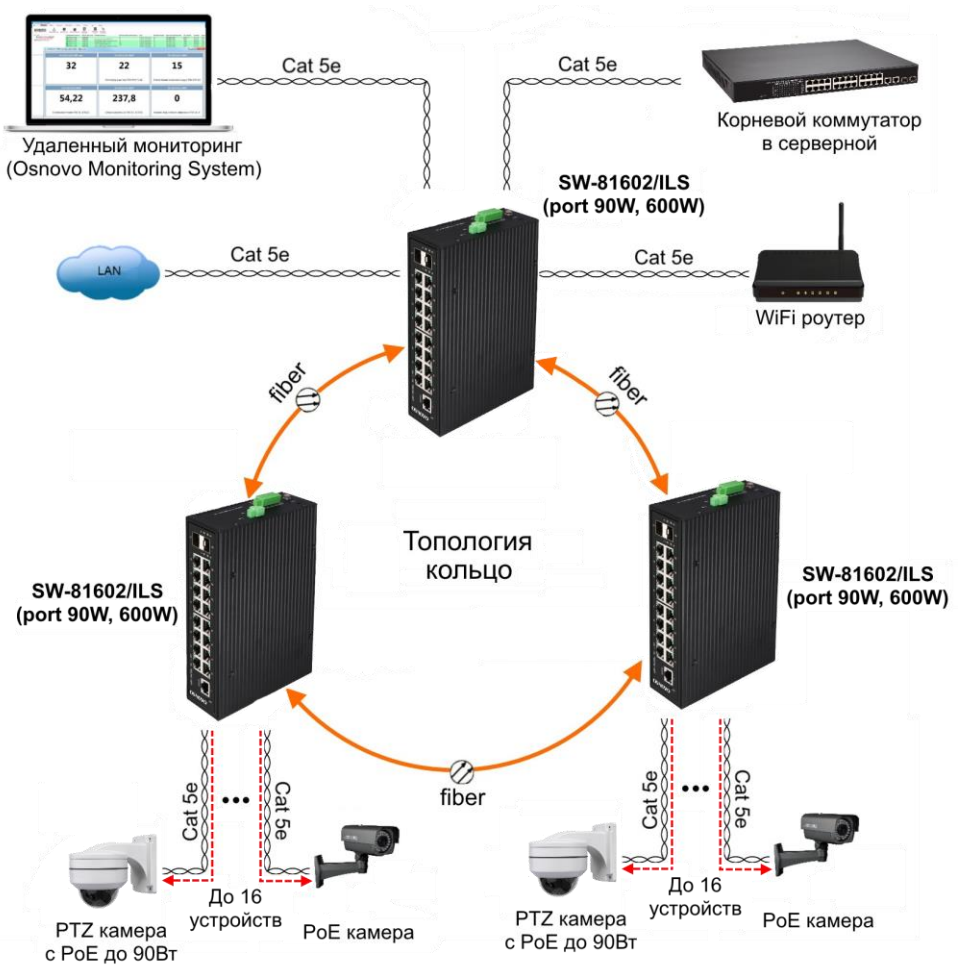 32
22
15
54,22
237,8
0
Cat 5e
Cat 5e
Удаленный мониторинг
(Osnovo Monitoring System)
Корневой коммутатор
в серверной
SW-81602/ILS
(port 90W, 600W)
LAN
Cat 5e
Cat 5e
WiFi роутер
fiber
fiber
Топология
кольцо
SW-81602/ILS
(port 90W, 600W)
SW-81602/ILS
(port 90W, 600W)
fiber
Cat 5e
•••
Cat 5e
Cat 5e
•••
Cat 5e
До 16
устройств
До 16
устройств
PTZ камера
с PoE до 90Вт
PoE камера
PTZ камера
с PoE до 90Вт
PoE камера